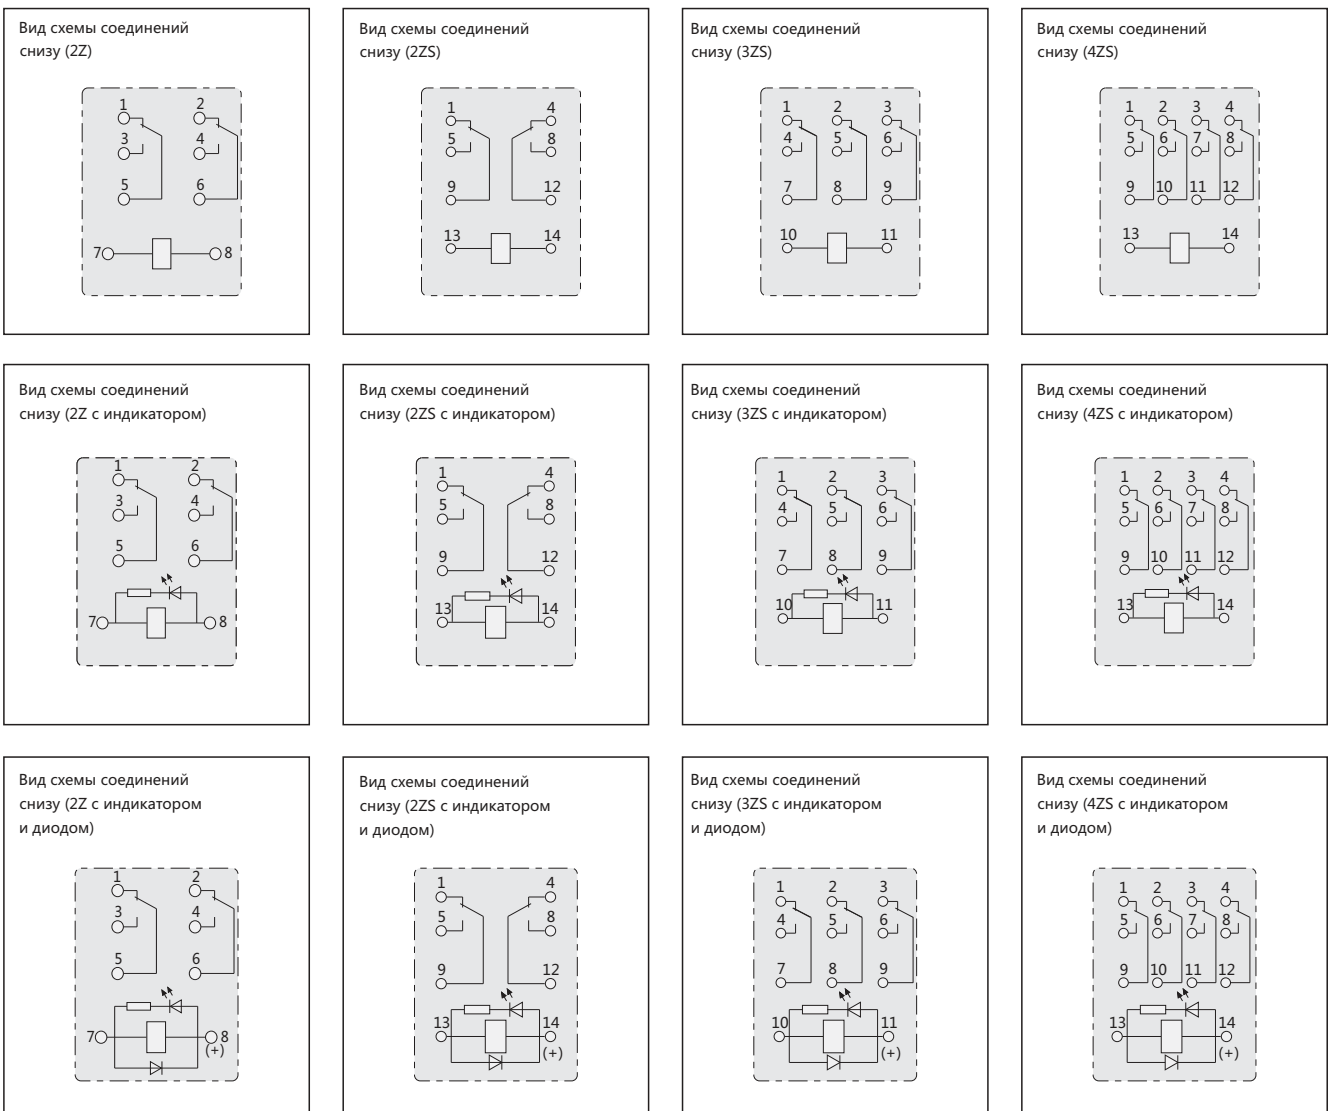 Вид схемы соединений
снизу (2Z)
1 2
3 4
5 6
7 8
Вид схемы соединений
снизу (2ZS)
1 4
5 8
9 12
13 14
Вид схемы соединений
снизу (3ZS)
1 2 3
4 5 6
7 8 9
10 11
Вид схемы соединений
снизу (4ZS)
1 2 3 4
5 6 7 8
9 10 11 12
13 14
Вид схемы соединений
снизу (2Z с индикатором)
1 2
3 4
5 6
7 8
Вид схемы соединений
снизу (2ZS с индикатором)
1 4
5 8
9 12
13 14
Вид схемы соединений
снизу (3ZS с индикатором)
1 2 3
4 5 6
7 8 9
10 11
Вид схемы соединений
снизу (4ZS с индикатором)
1 2 3 4
5 6 7 8
9 10 11 12
13 14
Вид схемы соединений
снизу (2Z с индикатором
и диодом)
1 2
3 4
5 6
7 8
(+)
Вид схемы соединений
снизу (2ZS с индикатором
и диодом)
1 4
5 8
9 12
13 14
(+)
Вид схемы соединений
снизу (3ZS с индикатором
и диодом)
1 2 3
4 5 6
7 8 9
10 11
(+)
Вид схемы соединений
снизу (4ZS с индикатором
и диодом)
1 2 3 4
5 6 7 8
9 10 11 12
13 14
(+)